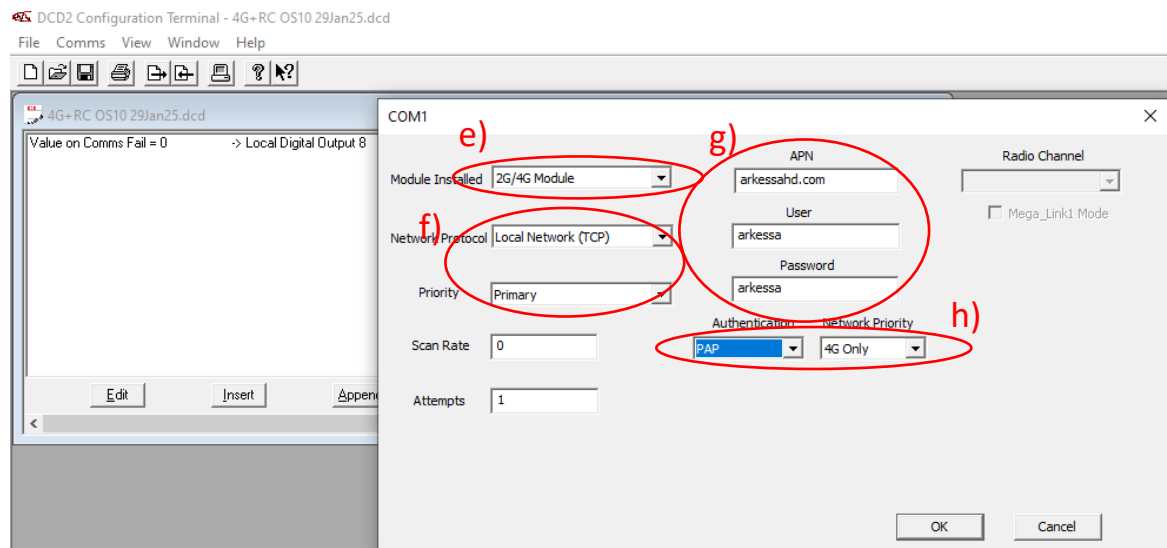 DCD2 Configuration Terminal - 4G+RC OS10 29Jan25.dcd
File Comms View Window Help
4G+RC OS10 29Jan25.dcd
Value on Comms Fail = 0 -> Local Digital Output 8
Edit Insert Appen
COM1
e)
Module Installed 2G/4G Module
f)
Network Protocol Local Network (TCP)
Priority Primary
Scan Rate 0
Attempts 1
g)
APN
arkessahd.com
User
arkessa
Password
arkessa
h)
Authentication Network Priority
PAP 4G Only
Radio Channel
Mega_Link1 Mode
OK Cancel